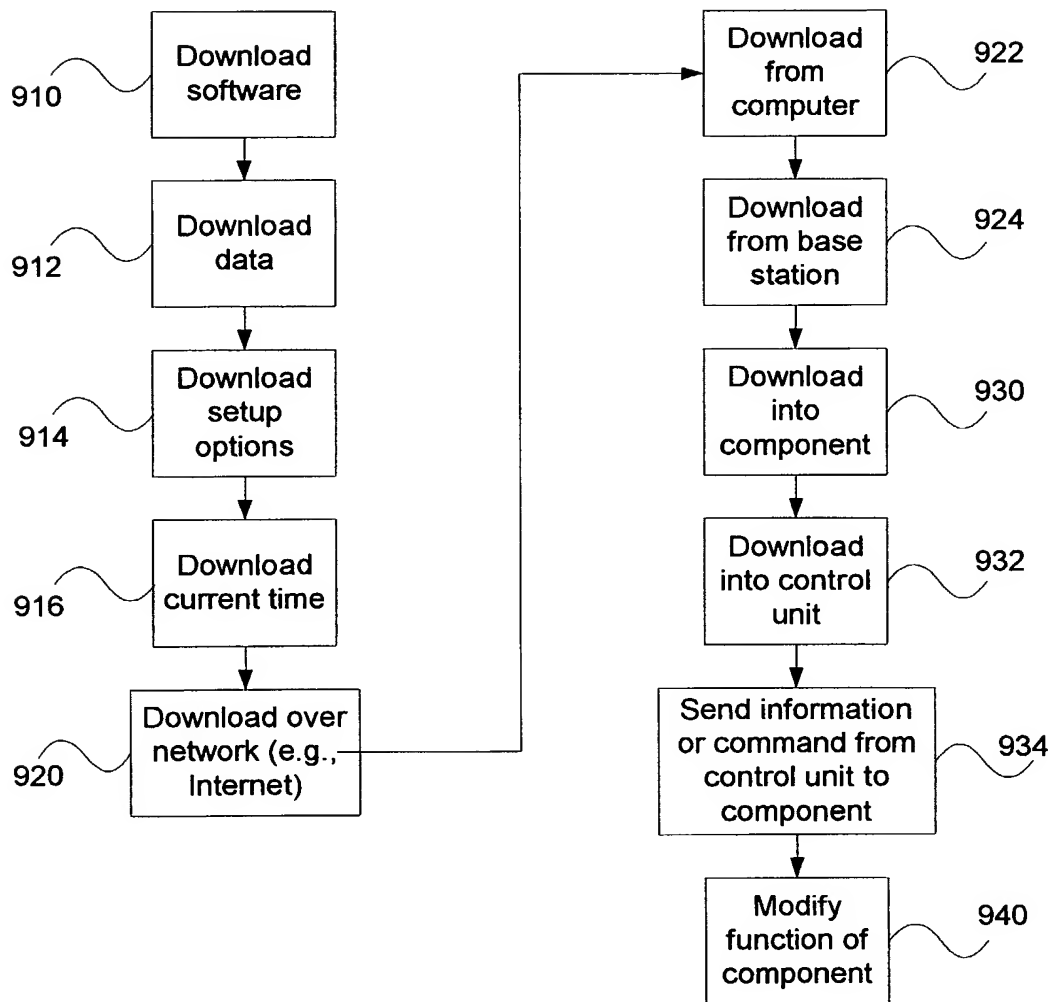 Download
software
910
Download
data
912
Download
setup
options
914
Download
current time
916
Download over
network (e.g.,
Internet)
920
Download
from
computer
922
Download
from base
station
924
Download
into
component
930
Download
into control
unit
932
Send information
or command from
control unit to
component
934
Modify
function of
component
940